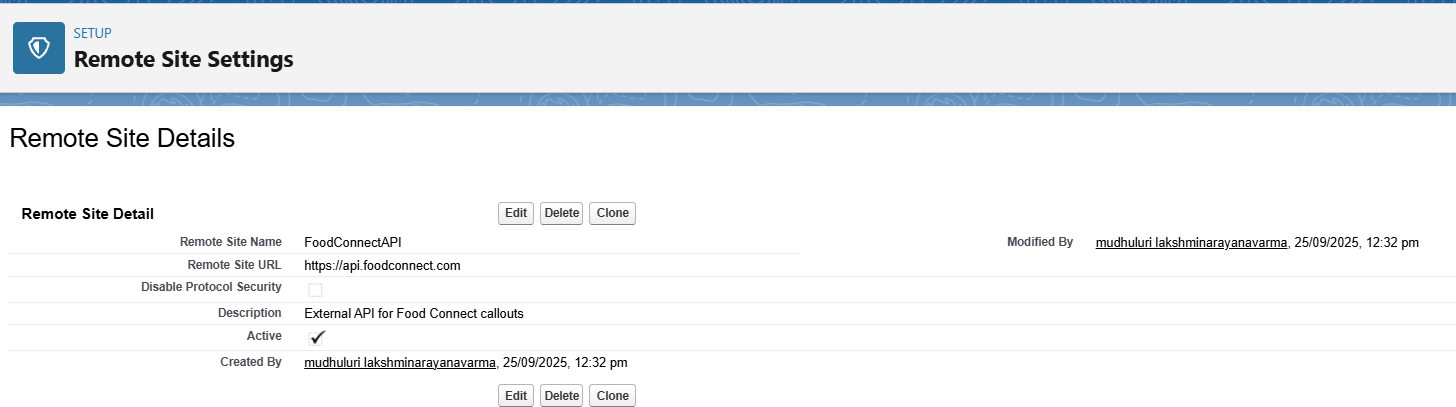 SETUP
Remote Site Settings
Remote Site Details
Remote Site Detail Edit Delete Clone
Remote Site Name FoodConnectAPI Modified By mudhuluri lakshminarayanavarma, 25/09/2025, 12:32 pm
Remote Site URL https://api.foodconnect.com
Disable Protocol Security
Description External API for Food Connect callouts
Active
Created By mudhuluri lakshminarayanavarma, 25/09/2025, 12:32 pm
Edit Delete Clone